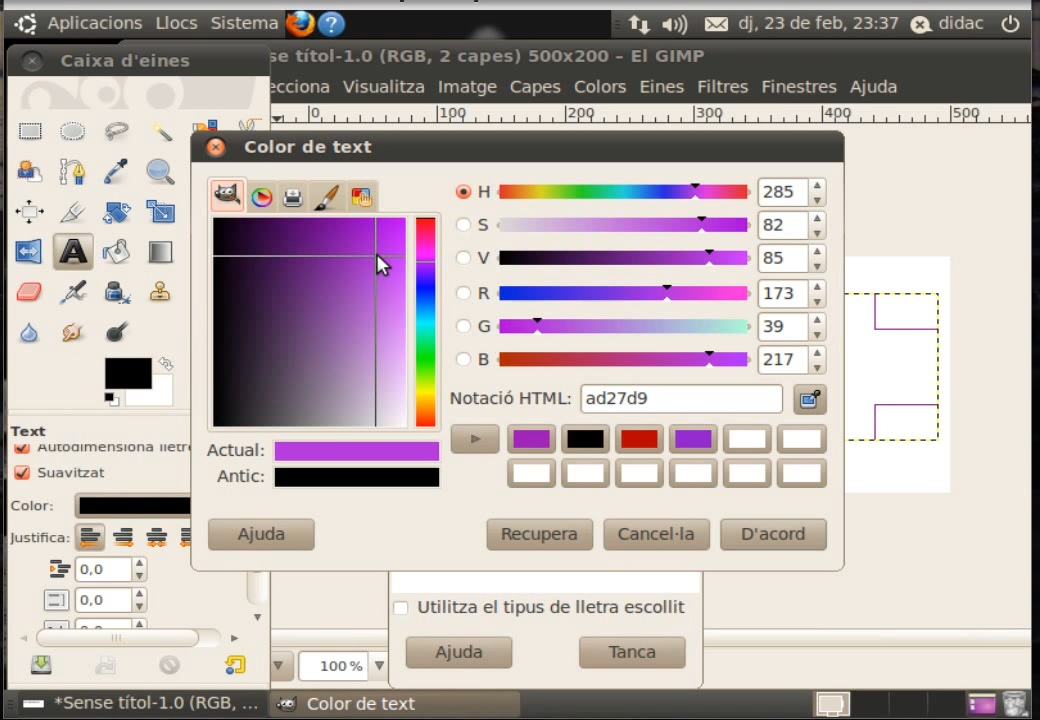 Aplicacions Llocs Sistema dj, 23 de feb, 23:37 didac
Caixa d'eines
se títol-1.0 (RGB, 2 capes) 500x200 – El GIMP
ecciona Visualitza Imatge Capes Colors Eines Filtres Finestres Ajuda
0 100 200 300 400 500
Color de text
H 285
S 82
V 85
R 173
G 39
B 217
Notació HTML: ad27d9
Actual:
Antic:
Ajuda Recupera Cancel·la D'acord
Text
Autodimensiona lletre
Suavitzat
Color:
Justifica:
0,0
0,0
Utilitza el tipus de lletra escollit
Ajuda Tanca
100 %
*Sense títol-1.0 (RGB, ... Color de text